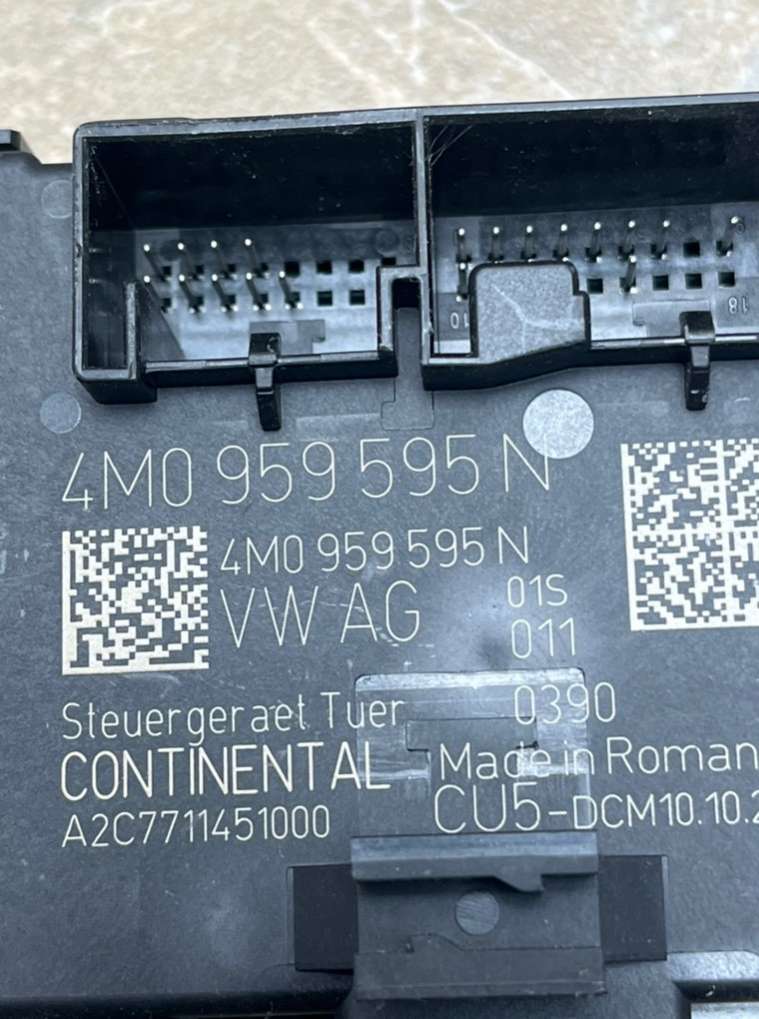 10
18
4M0 959 595 N
4M0 959 595 N
VW AG
01S
011
Steuergeraet Tuer
0390
CONTINENTAL
Made in Roman
A2C7711451000
CU5-DCM10.10.2